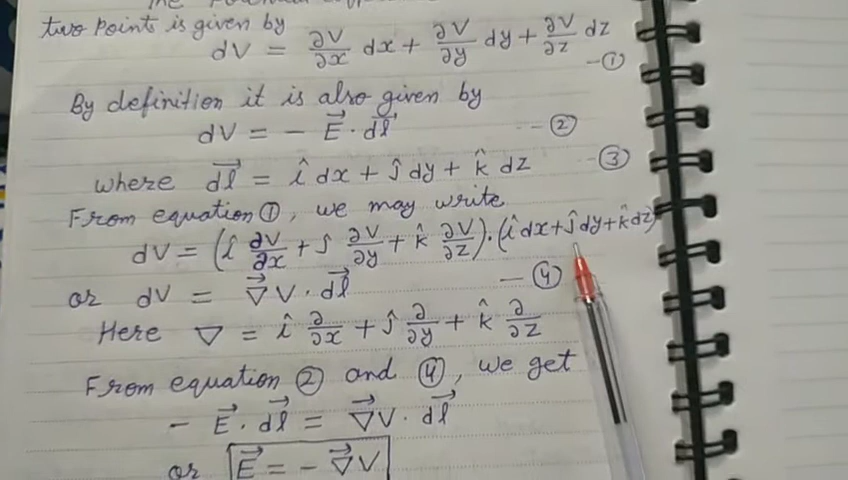 the
two points is given by
dV = ∂V/∂x dx + ∂V/∂y dy + ∂V/∂z dz
-①
By definition it is also given by
dV = - E⃗ . dl⃗ -②
where dl⃗ = î dx + ĵ dy + k̂ dz -③
From equation ①, we may write
dV = (î ∂V/∂x + ĵ ∂V/∂y + k̂ ∂V/∂z) . (î dx + ĵ dy + k̂ dz)
or dV = ∇⃗ V . dl⃗ -④
Here ∇ = î ∂/∂x + ĵ ∂/∂y + k̂ ∂/∂z
From equation ② and ④, we get
- E⃗ . dl⃗ = ∇⃗ V . dl⃗
or E⃗ = - ∇⃗ V